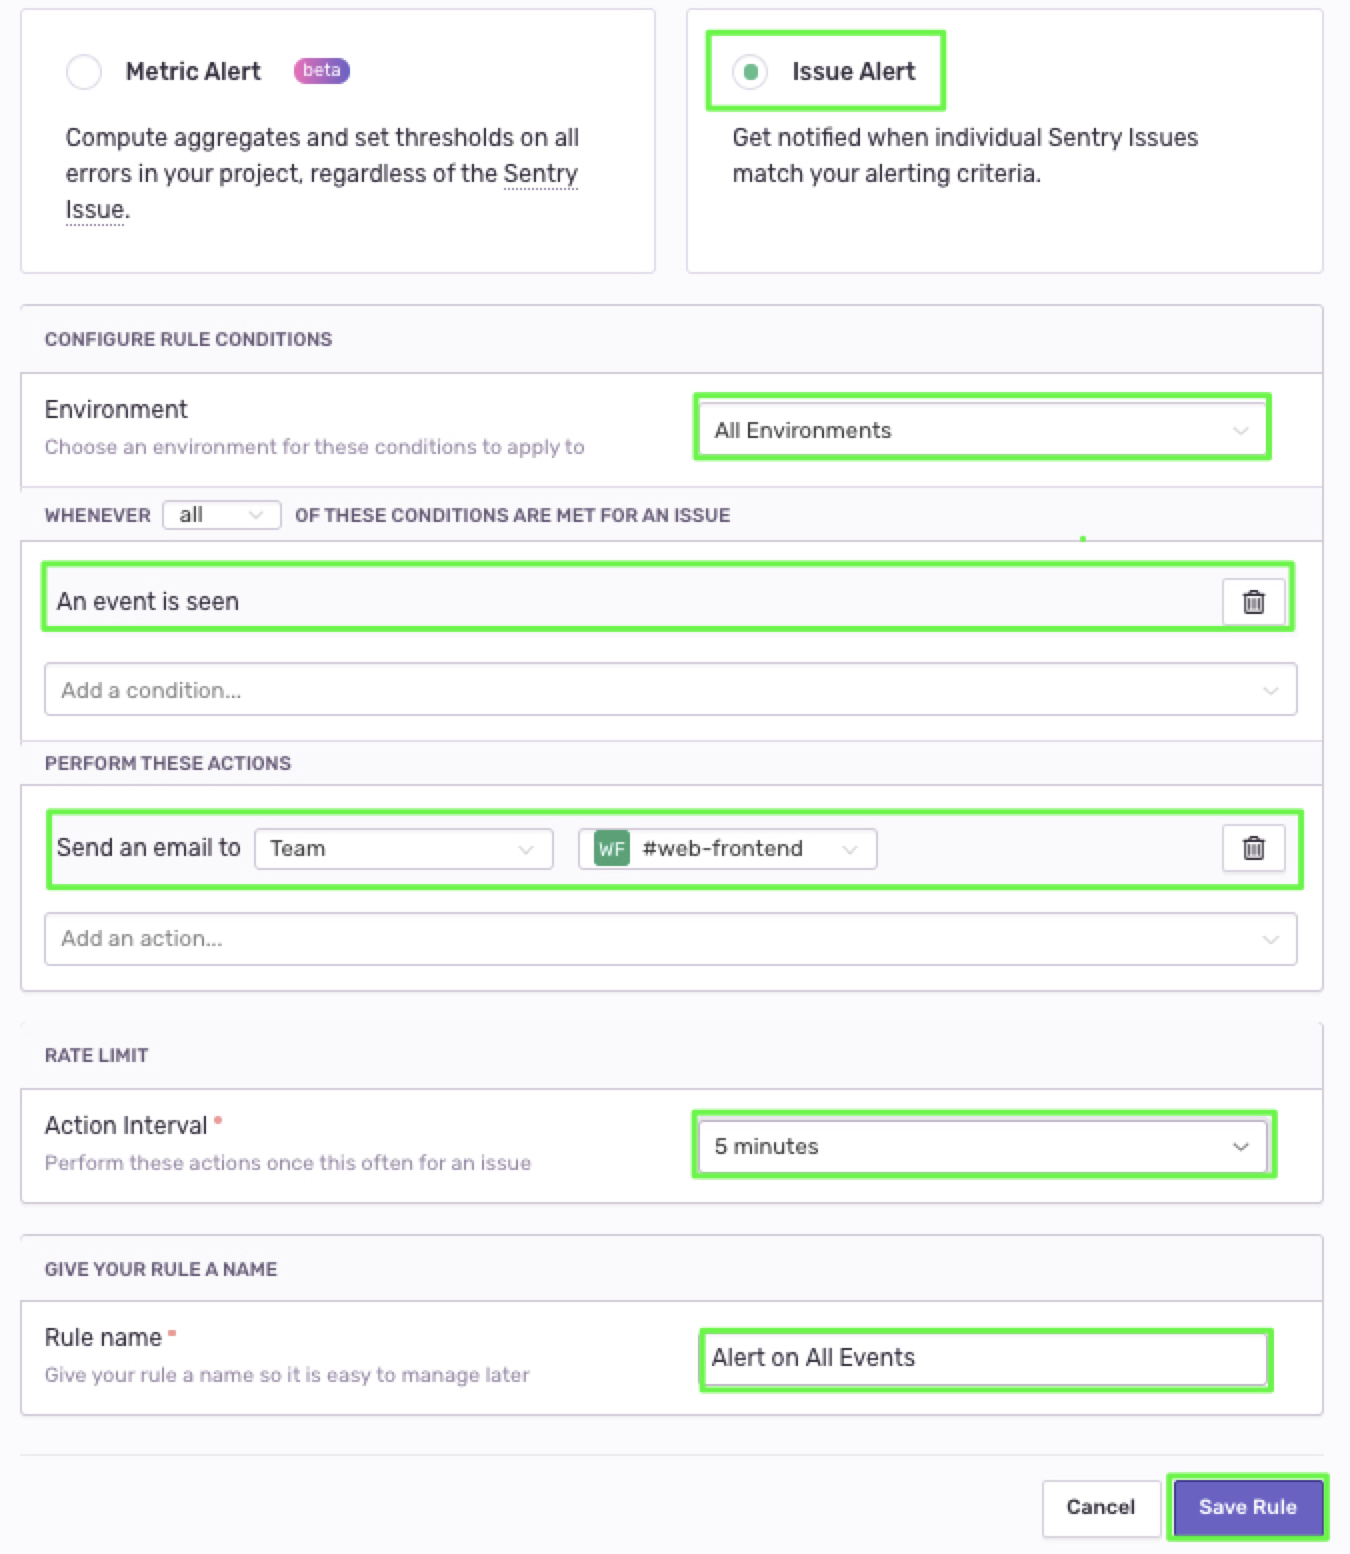 Metric Alert beta
Compute aggregates and set thresholds on all
errors in your project, regardless of the Sentry
Issue.
Issue Alert
Get notified when individual Sentry Issues
match your alerting criteria.
CONFIGURE RULE CONDITIONS
Environment
Choose an environment for these conditions to apply to
All Environments
WHENEVER all OF THESE CONDITIONS ARE MET FOR AN ISSUE
An event is seen
Add a condition...
PERFORM THESE ACTIONS
Send an email to Team WF #web-frontend
Add an action...
RATE LIMIT
Action Interval
Perform these actions once this often for an issue
5 minutes
GIVE YOUR RULE A NAME
Rule name
Give your rule a name so it is easy to manage later
Alert on All Events
Cancel Save Rule